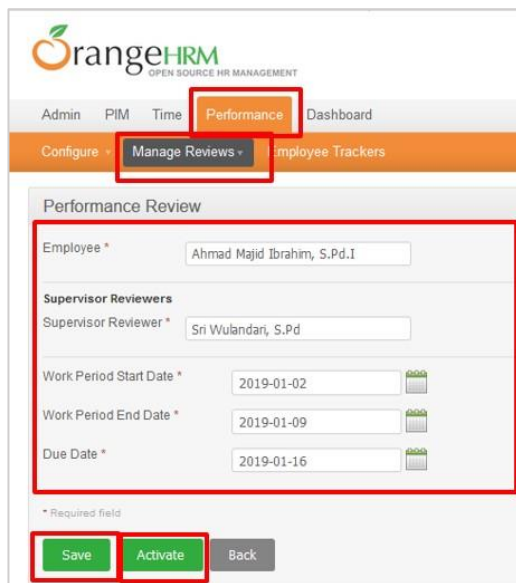 OrangeHRM
OPEN SOURCE HR MANAGEMENT
Admin PIM Time Performance Dashboard
Configure Manage Reviews Employee Trackers
Performance Review
Employee * Ahmad Majid Ibrahim, S.Pd.I
Supervisor Reviewers
Supervisor Reviewer * Sri Wulandari, S.Pd
Work Period Start Date * 2019-01-02
Work Period End Date * 2019-01-09
Due Date * 2019-01-16
* Required field
Save Activate Back